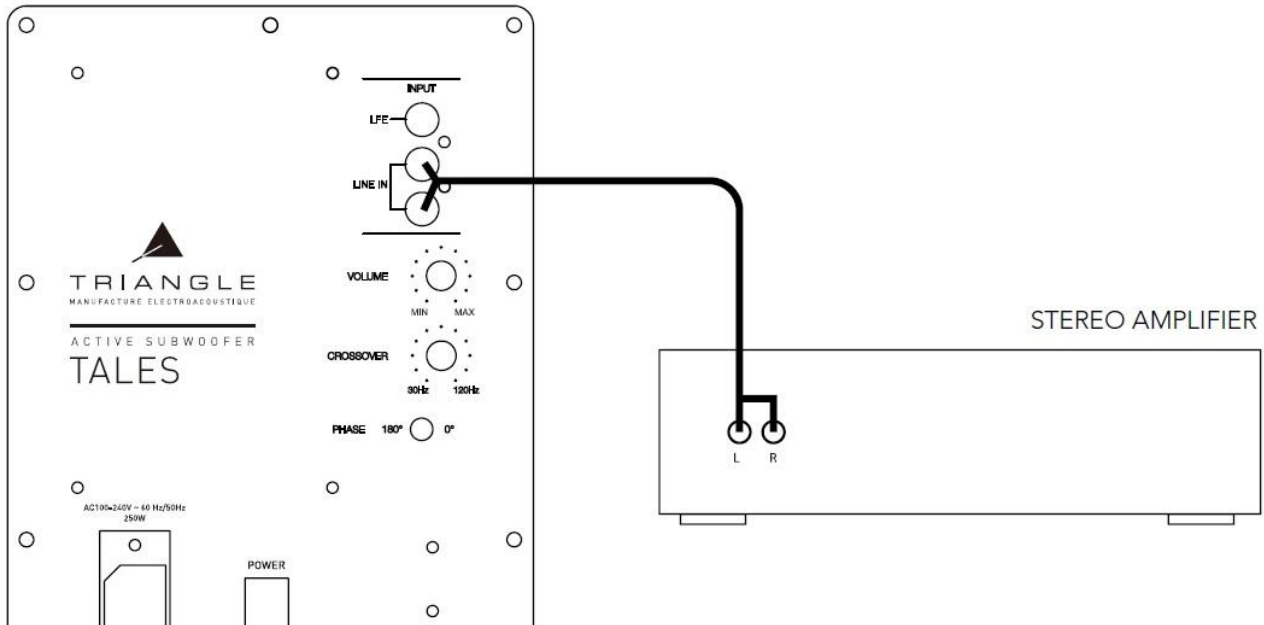 INPUT
LFE
LINE IN
TRIANGLE
MANUFACTURE ELECTROACOUSTIQUE
ACTIVE SUBWOOFER
TALES
VOLUME
MIN MAX
CROSSOVER
30Hz 120Hz
PHASE 180° 0°
AC100-240V ~ 60 Hz/50Hz
250W
POWER
STEREO AMPLIFIER
L R